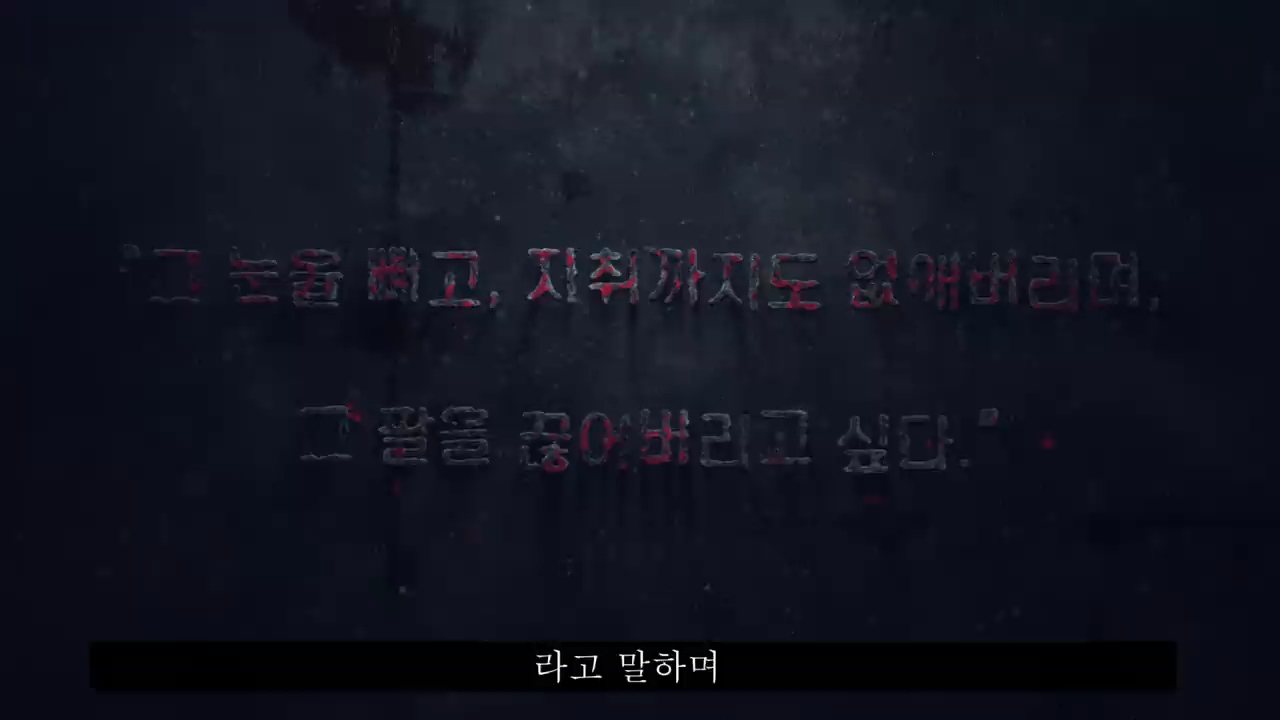 "그 눈을 빼고, 자취까지도 없애버리며,
그 팔을 끊어버리고 싶다."
라고 말하며